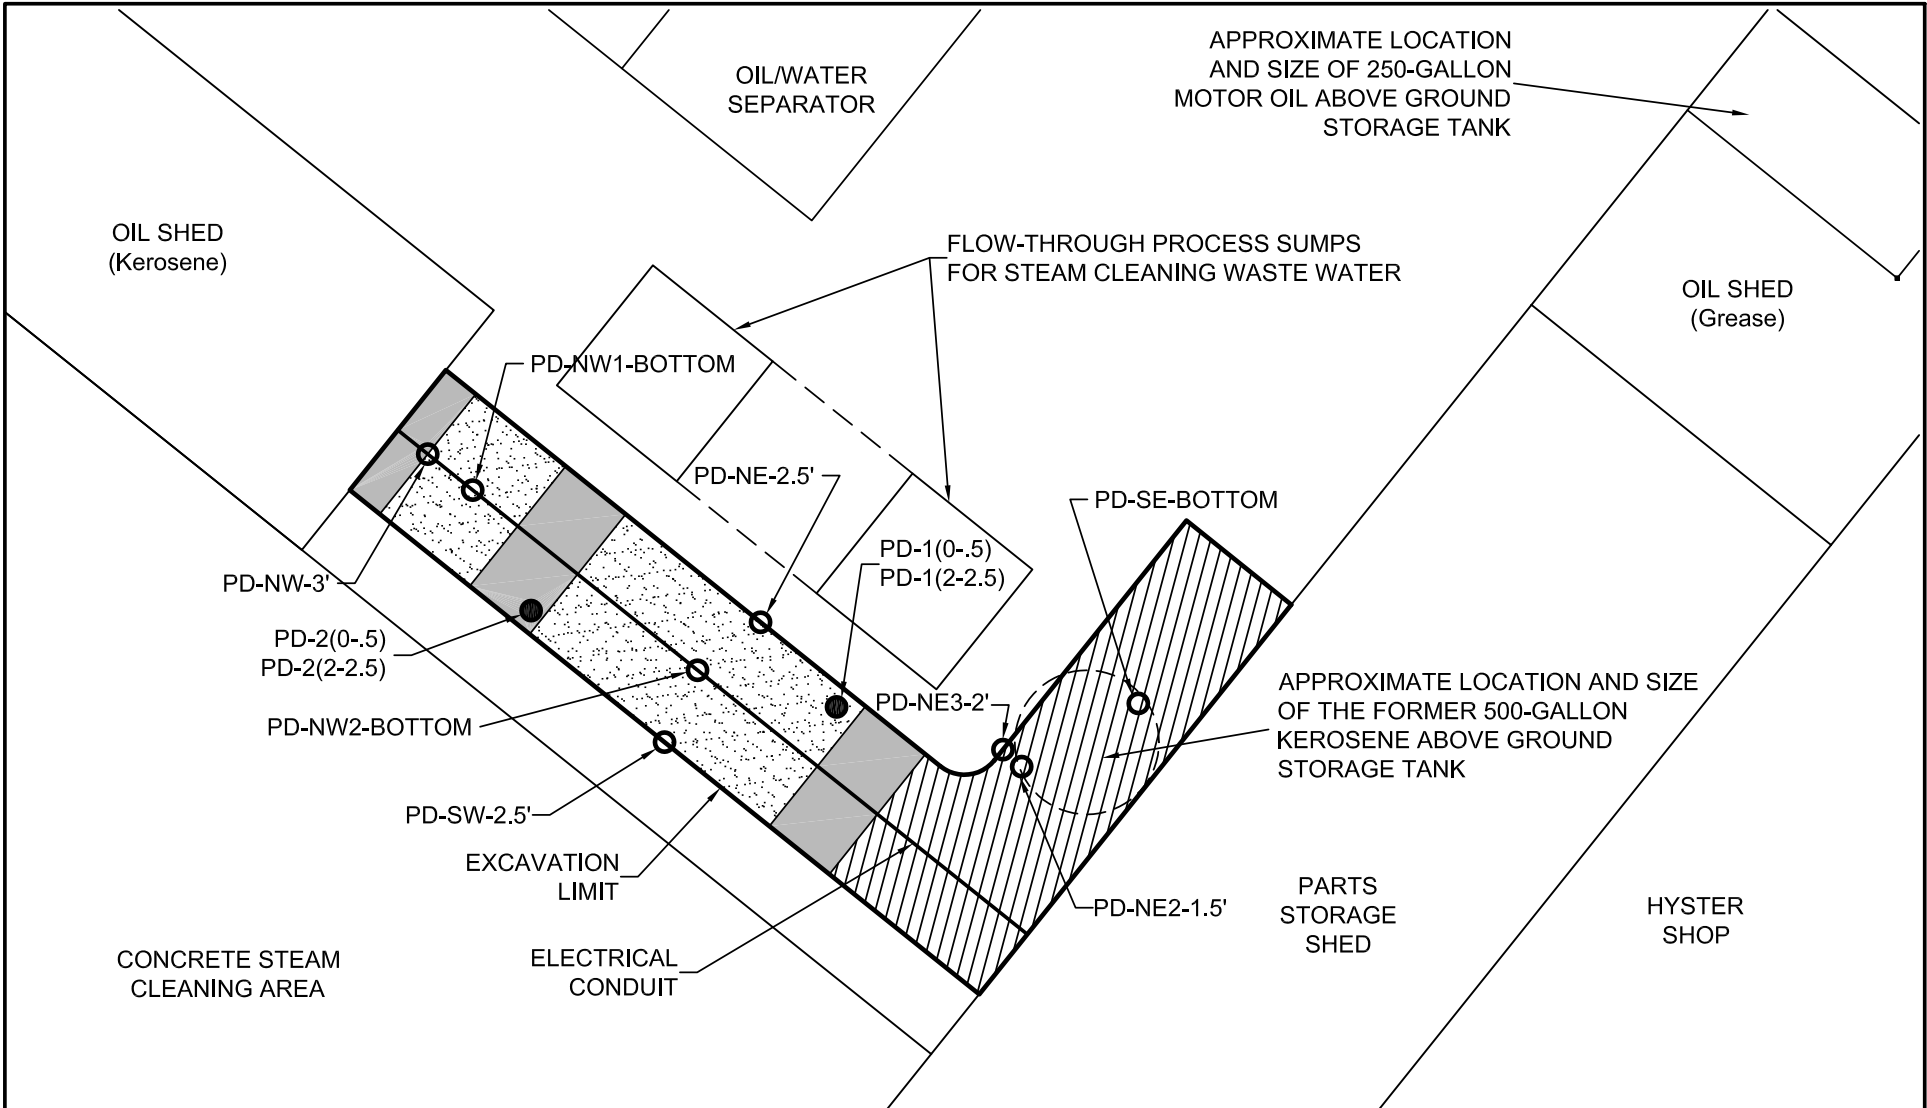 OIL/WATER
SEPARATOR
APPROXIMATE LOCATION
AND SIZE OF 250-GALLON
MOTOR OIL ABOVE GROUND
STORAGE TANK
OIL SHED
(Kerosene)
FLOW-THROUGH PROCESS SUMPS
FOR STEAM CLEANING WASTE WATER
OIL SHED
(Grease)
PD-NW1-BOTTOM
PD-NE-2.5'
PD-SE-BOTTOM
PD-1(0-.5)
PD-1(2-2.5)
PD-NW-3'
PD-2(0-.5)
PD-2(2-2.5)
PD-NE3-2'
APPROXIMATE LOCATION AND SIZE
OF THE FORMER 500-GALLON
KEROSENE ABOVE GROUND
STORAGE TANK
PD-NW2-BOTTOM
PD-SW-2.5'
EXCAVATION
LIMIT
PD-NE2-1.5'
PARTS
STORAGE
SHED
HYSTER
SHOP
CONCRETE STEAM
CLEANING AREA
ELECTRICAL
CONDUIT